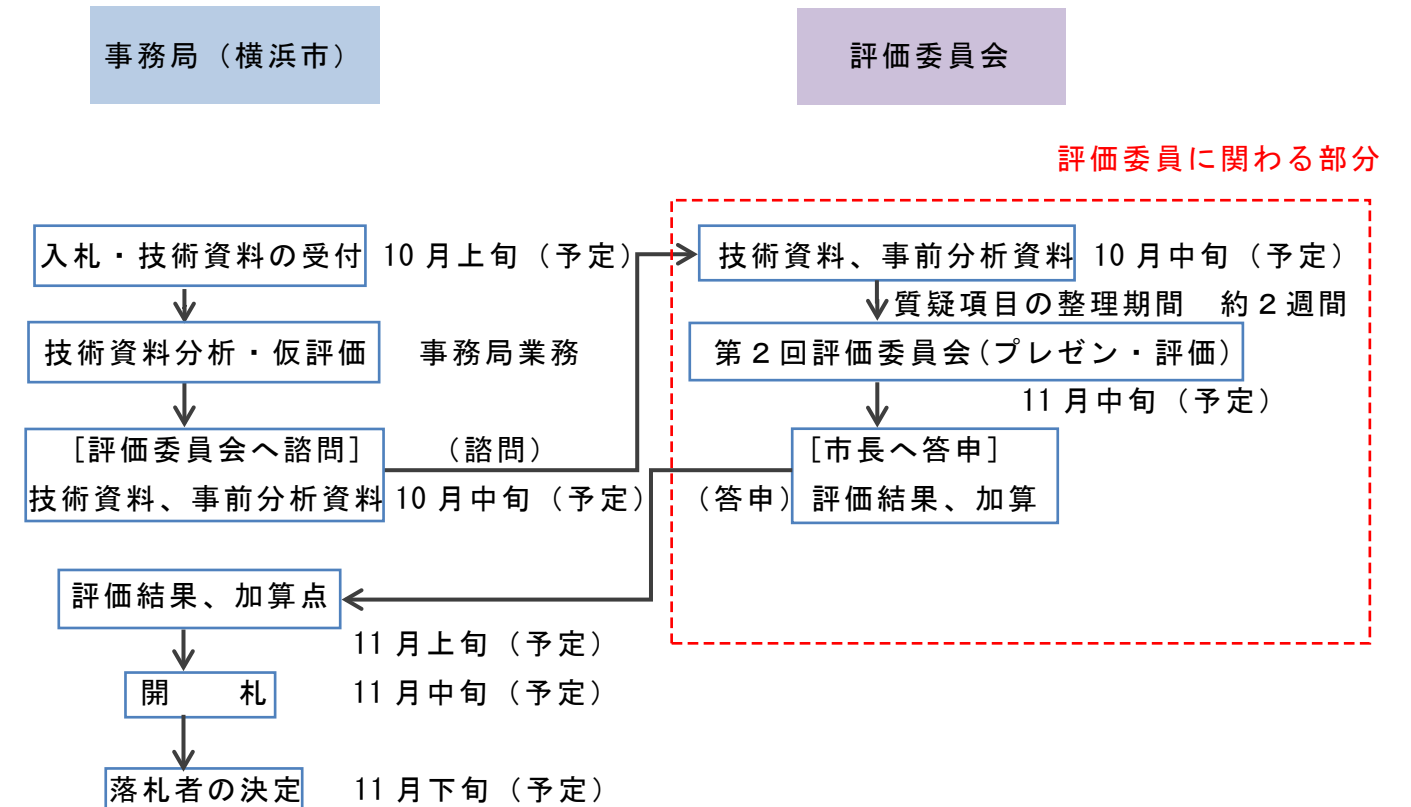 事務局（横浜市）
評価委員会
評価委員に関わる部分
入札・技術資料の受付 10月上旬（予定）
技術資料、事前分析資料 10月中旬（予定）
質疑項目の整理期間　約２週間
技術資料分析・仮評価　事務局業務
第２回評価委員会(プレゼン・評価)
11月中旬（予定）
[評価委員会へ諮問]　（諮問）
技術資料、事前分析資料 10月中旬（予定）
[市長へ答申]
（答申）評価結果、加算
評価結果、加算点
11月上旬（予定）
開　　札　11月中旬（予定）
落札者の決定　11月下旬（予定）